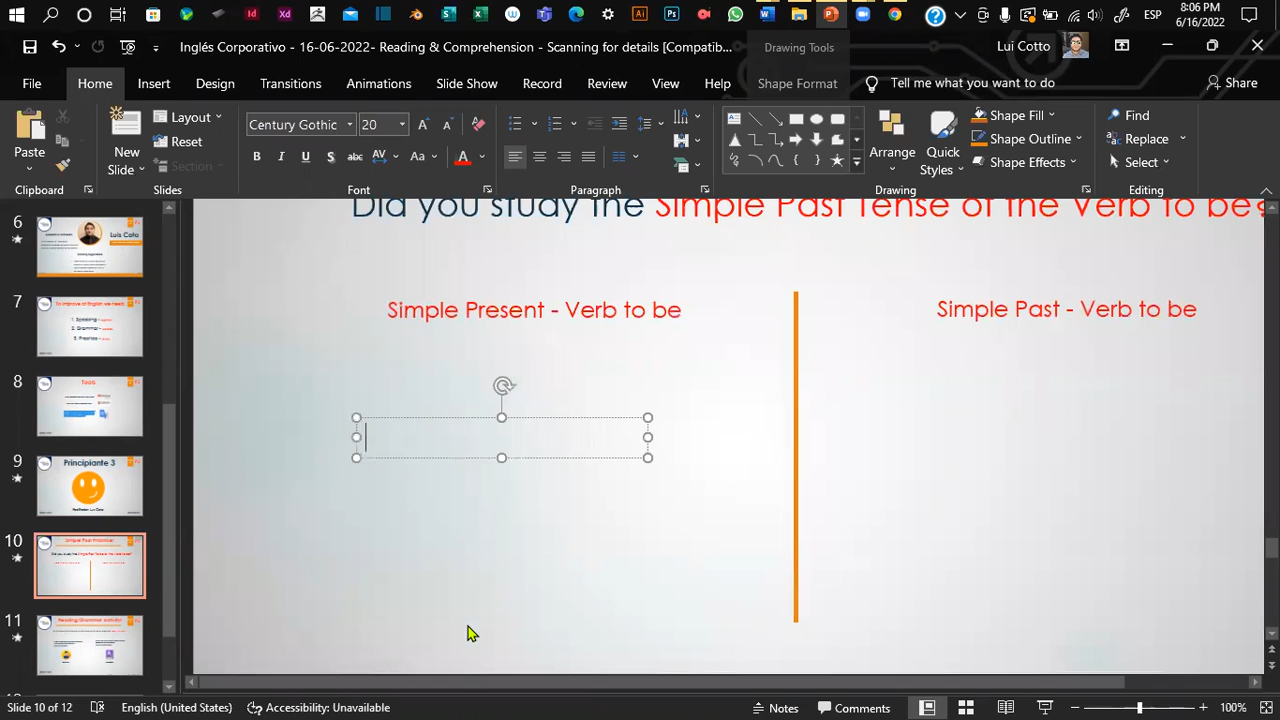 8:06 PM
ESP
6/16/2022
Inglés Corporativo - 16-06-2022- Reading & Comprehension - Scanning for details [Compatib...
Drawing Tools
Lui Cotto
File
Home
Insert
Design
Transitions
Animations
Slide Show
Record
Review
View
Help
Shape Format
Tell me what you want to do
Share
Paste
New
Slide
Layout
Reset
Section
Century Gothic
20
Arrange
Quick
Styles
Shape Fill
Shape Outline
Shape Effects
Find
Replace
Select
Clipboard
Slides
Font
Paragraph
Drawing
Editing
Did you study the Simple Past Tense of the Verb to be?
Simple Present - Verb to be
Simple Past - Verb to be
6
7
8
Tools
9
Principiante 3
10
11
Slide 10 of 12
English (United States)
Accessibility: Unavailable
Notes
Comments
100%